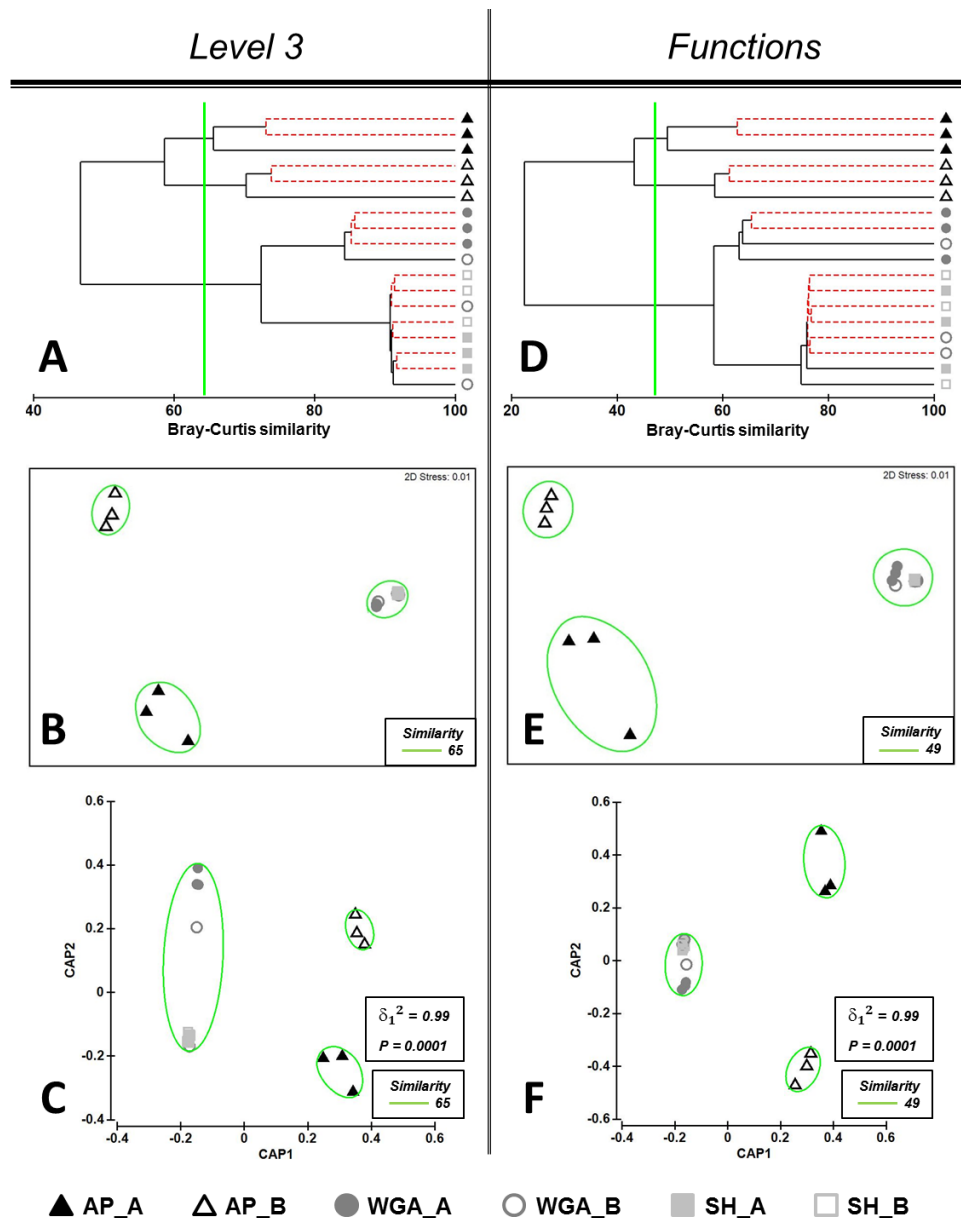 Level 3
Functions
A
40 60 80 100
Bray-Curtis similarity
D
20 40 60 80 100
Bray-Curtis similarity
2D Stress: 0.01
B
Similarity
65
2D Stress: 0.01
E
Similarity
49
0.6
0.4
0.2
0
-0.2
-0.4
CAP2
-0.4 -0.2 0 0.2 0.4 0.6
CAP1
δ₁² = 0.99
P = 0.0001
Similarity
65
C
0.6
0.4
0.2
0
-0.2
-0.4
-0.6
CAP2
-0.4 -0.2 0 0.2 0.4 0.6
CAP1
δ₁² = 0.99
P = 0.0001
Similarity
49
F
AP_A AP_B WGA_A WGA_B SH_A SH_B